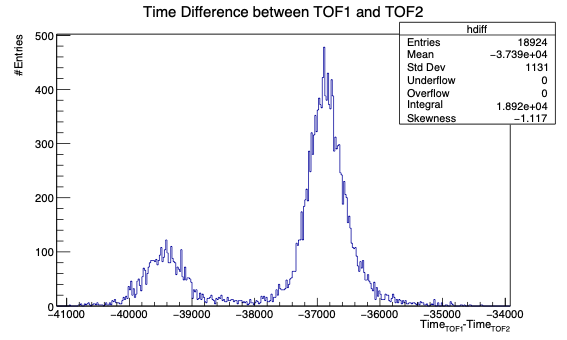 Time Difference between TOF1 and TOF2
hdiff
Entries 18924
Mean −3.739e+04
Std Dev 1131
Underflow 0
Overflow 0
Integral 1.892e+04
Skewness −1.117
#Entries
500
400
300
200
100
0
−41000 −40000 −39000 −38000 −37000 −36000 −35000 −34000
Time_TOF1-Time_TOF2